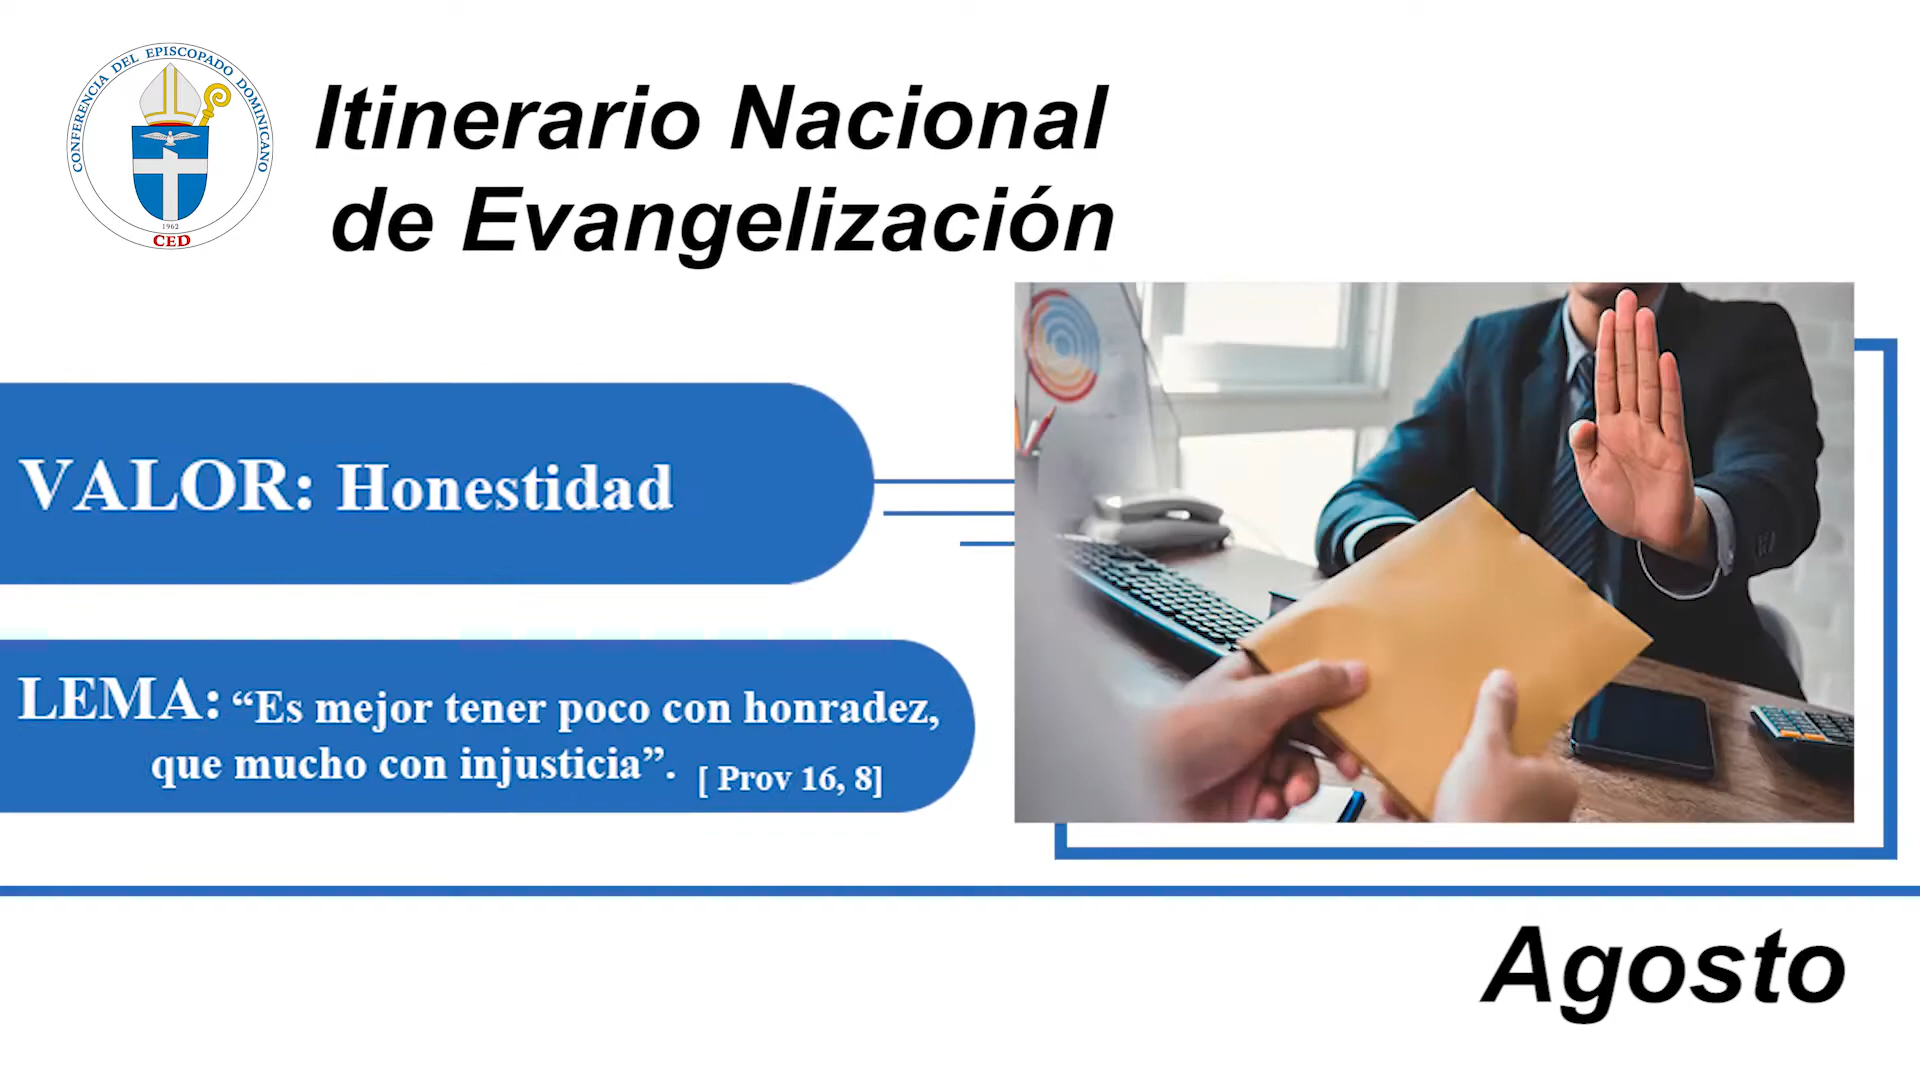 CONFERENCIA DEL EPISCOPADO DOMINICANO
1962
CED
Itinerario Nacional
de Evangelización
VALOR: Honestidad
LEMA: “Es mejor tener poco con honradez,
que mucho con injusticia”. [ Prov 16, 8]
Agosto